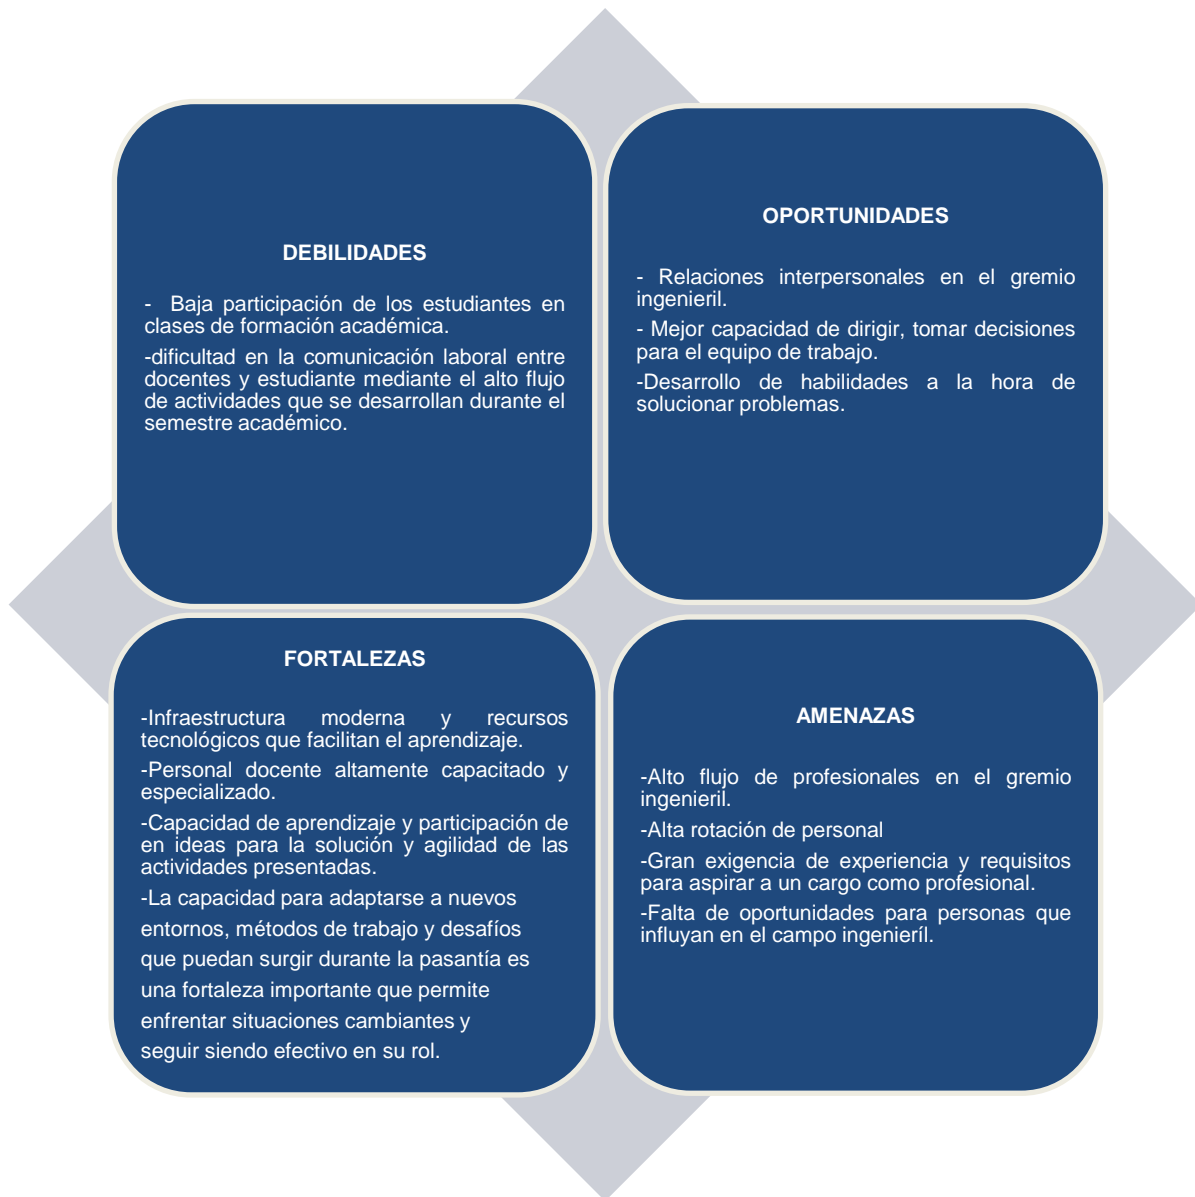 DEBILIDADES
- Baja participación de los estudiantes en
clases de formación académica.
-dificultad en la comunicación laboral entre
docentes y estudiante mediante el alto flujo
de actividades que se desarrollan durante el
semestre académico.
OPORTUNIDADES
- Relaciones interpersonales en el gremio
ingenieril.
- Mejor capacidad de dirigir, tomar decisiones
para el equipo de trabajo.
-Desarrollo de habilidades a la hora de
solucionar problemas.
FORTALEZAS
-Infraestructura moderna y recursos
tecnológicos que facilitan el aprendizaje.
-Personal docente altamente capacitado y
especializado.
-Capacidad de aprendizaje y participación de
en ideas para la solución y agilidad de las
actividades presentadas.
-La capacidad para adaptarse a nuevos
entornos, métodos de trabajo y desafíos
que puedan surgir durante la pasantía es
una fortaleza importante que permite
enfrentar situaciones cambiantes y
seguir siendo efectivo en su rol.
AMENAZAS
-Alto flujo de profesionales en el gremio
ingenieril.
-Alta rotación de personal
-Gran exigencia de experiencia y requisitos
para aspirar a un cargo como profesional.
-Falta de oportunidades para personas que
influyan en el campo ingenieríl.